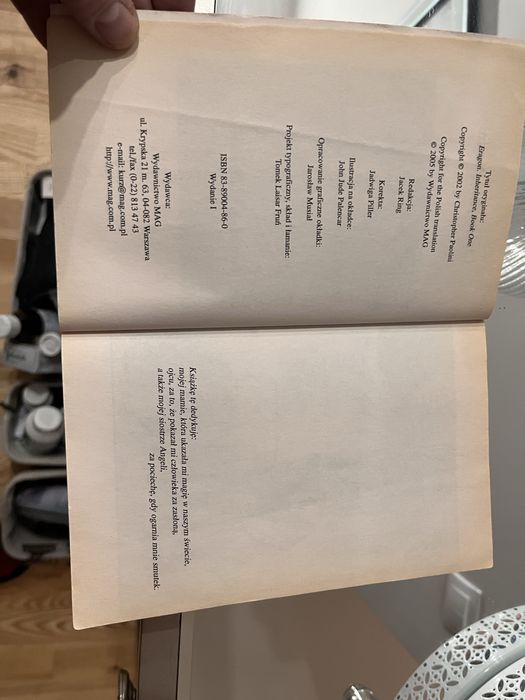 Tytuł oryginału:
Eragon. Inheritance, Book One
Copyright © 2002 by Christopher Paolini
Copyright for the Polish translation
© 2005 by Wydawnictwo MAG
Redakcja:
Jacek Ring
Korekta:
Jadwiga Piller
Ilustracja na okładce:
John Jude Palencar
Opracowanie graficzne okładki:
Jarosław Musiał
Projekt typograficzny, skład i łamanie:
Tomek Laisar Fruń
ISBN 83-89004-86-0
Wydanie I
Wydawca:
Wydawnictwo MAG
ul. Krypska 21 m. 63, 04-082 Warszawa
tel./fax (0-22) 813 47 43
e-mail: kurz@mag.com.pl
http://www.mag.com.pl
Książkę tę dedykuję:
mojej mamie, która ukazała mi magię w naszym świecie,
ojcu, za to, że pokazał mi człowieka za zasłoną,
a także mojej siostrze Angeli,
za pociechę, gdy ogarnia mnie smutek.